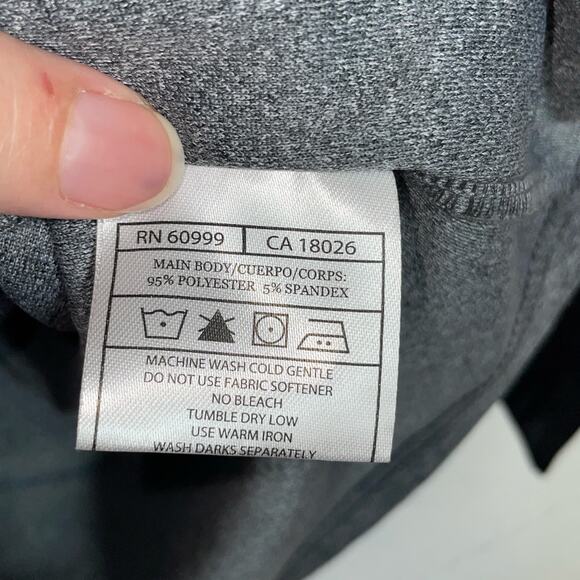 RN 60999 CA 18026
MAIN BODY/CUERPO/CORPS:
95% POLYESTER 5% SPANDEX
MACHINE WASH COLD GENTLE
DO NOT USE FABRIC SOFTENER
NO BLEACH
TUMBLE DRY LOW
USE WARM IRON
WASH DARKS SEPARATELY